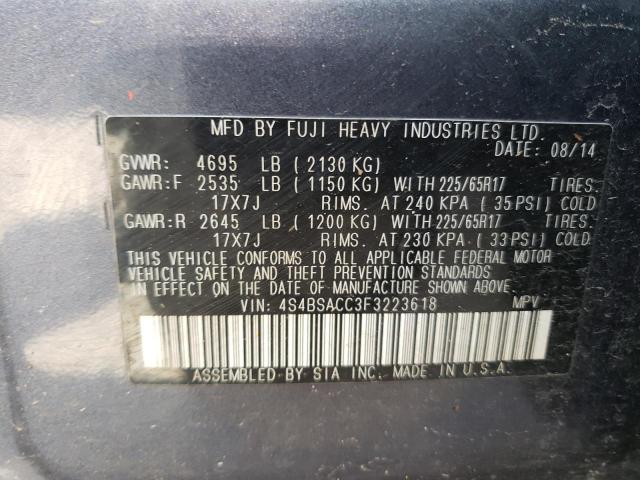 MFD BY FUJI HEAVY INDUSTRIES LTD.
DATE: 08/14
GVWR: 4695 LB ( 2130 KG)
GAWR:F 2535 LB ( 1150 KG) WITH 225/65R17 TIRES.
17X7J RIMS. AT 240 KPA ( 35 PSI) COLD
GAWR:R 2645 LB ( 1200 KG) WITH 225/65R17 TIRES.
17X7J RIMS. AT 230 KPA ( 33 PSI) COLD
THIS VEHICLE CONFORMS TO ALL APPLICABLE FEDERAL MOTOR
VEHICLE SAFETY AND THEFT PREVENTION STANDARDS
IN EFFECT ON THE DATE OF MANUFACTURE SHOWN ABOVE.
VIN: 4S4BSACC3F3223618 MPV
ASSEMBLED BY SIA INC. MADE IN U.S.A.